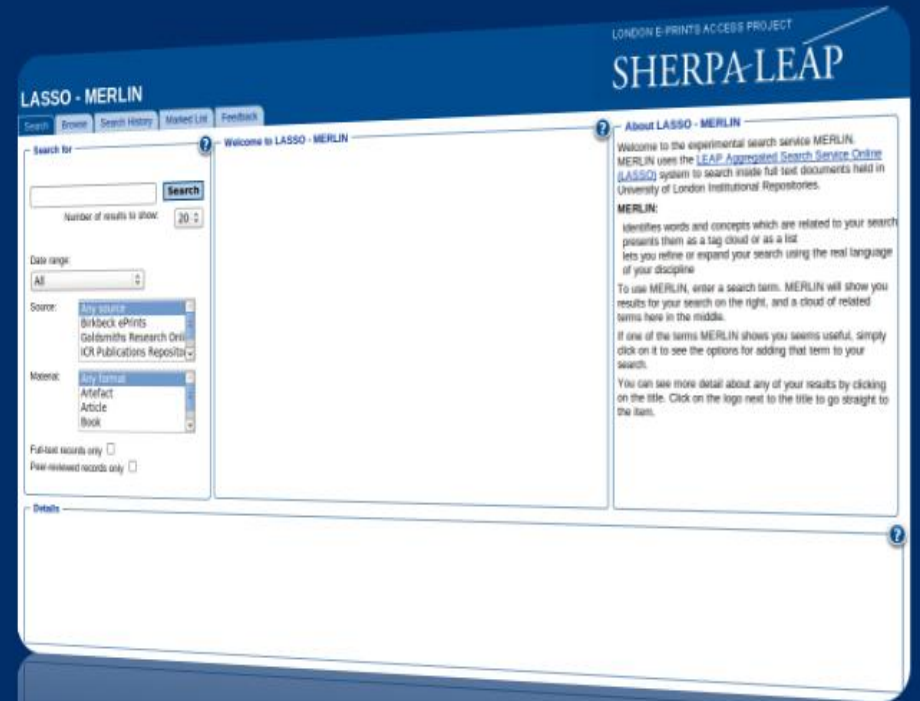 LONDON E-PRINTS ACCESS PROJECT
SHERPA-LEAP
LASSO - MERLIN
Search Browse Search History Marked List Feedback
Search for
?
Search
Number of results to show:
20
Date range:
All
Source:
Any source
Birkbeck ePrints
Goldsmiths Research Onli
ICR Publications Reposito
Material:
Any format
Artefact
Article
Book
Full-text records only
Peer-reviewed records only
Welcome to LASSO - MERLIN
?
About LASSO - MERLIN
Welcome to the experimental search service MERLIN.
MERLIN uses the LEAP Aggregated Search Service Online
(LASSO) system to search inside full text documents held in
University of London Institutional Repositories.
MERLIN:
identifies words and concepts which are related to your search
presents them as a tag cloud or as a list
lets you refine or expand your search using the real language
of your discipline
To use MERLIN, enter a search term. MERLIN will show you
results for your search on the right, and a cloud of related
terms here in the middle.
If one of the terms MERLIN shows you seems useful, simply
click on it to see the options for adding that term to your
search.
You can see more detail about any of your results by clicking
on the title. Click on the logo next to the title to go straight to
the item.
Details
?